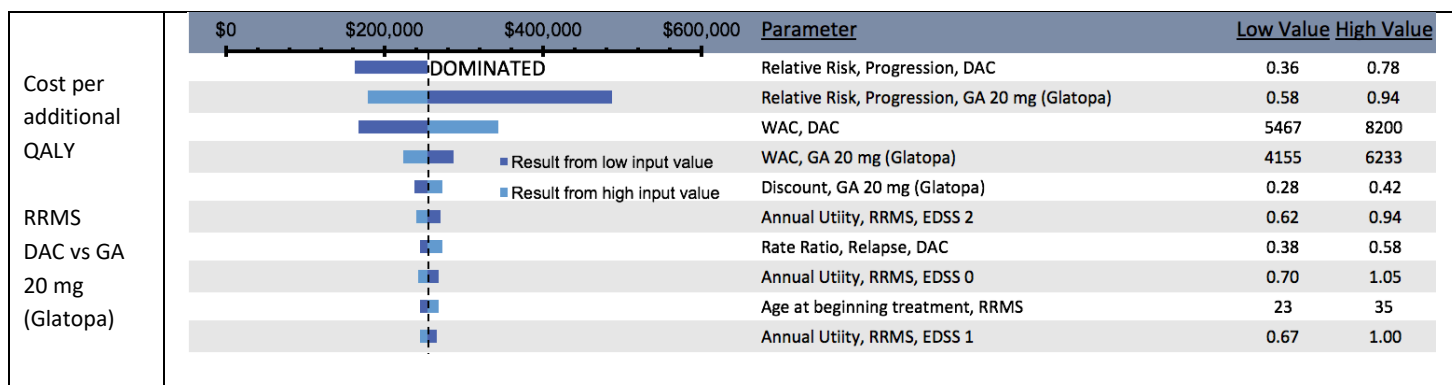 $0 $200,000 $400,000 $600,000 Parameter Low Value High Value
Cost per
additional
QALY
RRMS
DAC vs GA
20 mg
(Glatopa)
DOMINATED Relative Risk, Progression, DAC 0.36 0.78
Relative Risk, Progression, GA 20 mg (Glatopa) 0.58 0.94
WAC, DAC 5467 8200
WAC, GA 20 mg (Glatopa) 4155 6233
Result from low input value
Discount, GA 20 mg (Glatopa) 0.28 0.42
Result from high input value
Annual Utiity, RRMS, EDSS 2 0.62 0.94
Rate Ratio, Relapse, DAC 0.38 0.58
Annual Utiity, RRMS, EDSS 0 0.70 1.05
Age at beginning treatment, RRMS 23 35
Annual Utiity, RRMS, EDSS 1 0.67 1.00